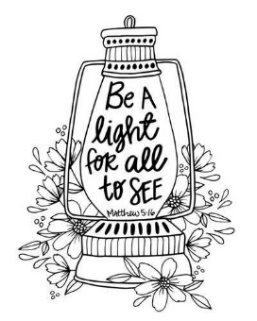 BE A
light
FOR all
to SEE
Matthew 5:16